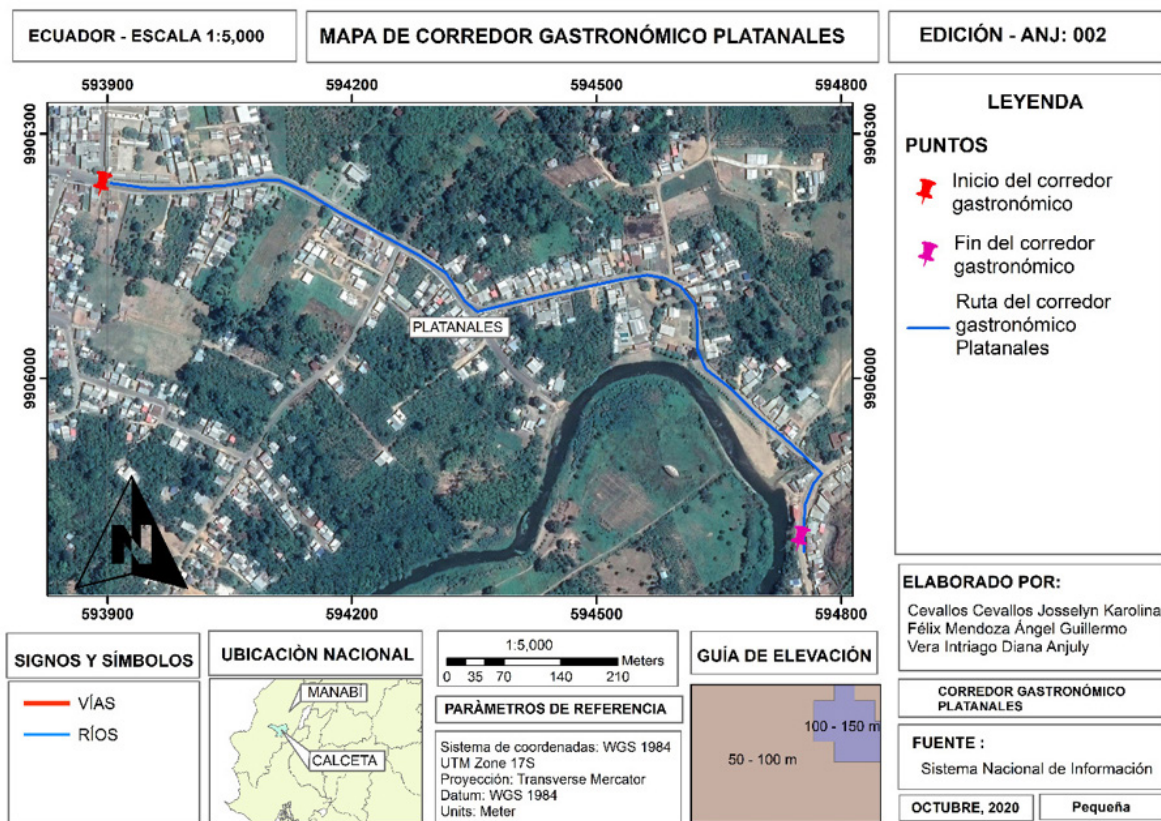 ECUADOR - ESCALA 1:5,000
MAPA DE CORREDOR GASTRONÓMICO PLATANALES
EDICIÓN - ANJ: 002
593900
594200
594500
594800
9906300
9906300
9906000
9906000
PLATANALES
N
593900
594200
594500
594800
LEYENDA
PUNTOS
Inicio del corredor
gastronómico
Fin del corredor
gastronómico
Ruta del corredor
gastronómico
Platanales
ELABORADO POR:
Cevallos Cevallos Josselyn Karolina
Félix Mendoza Ángel Guillermo
Vera Intriago Diana Anjuly
SIGNOS Y SÍMBOLOS
VÍAS
RÍOS
UBICACIÒN NACIONAL
MANABÍ
CALCETA
1:5,000
Meters
0 35 70 140 210
PARÀMETROS DE REFERENCIA
Sistema de coordenadas: WGS 1984
UTM Zone 17S
Proyección: Transverse Mercator
Datum: WGS 1984
Units: Meter
GUÍA DE ELEVACIÓN
100 - 150 m
50 - 100 m
CORREDOR GASTRONÓMICO
PLATANALES
FUENTE :
Sistema Nacional de Información
OCTUBRE, 2020
Pequeña